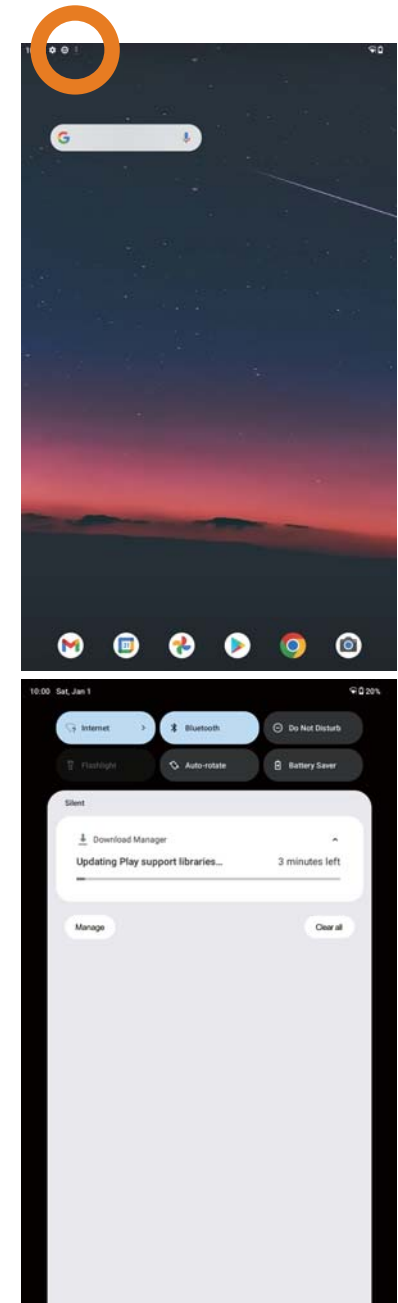 10:00 Sat, Jan 1
20%
Internet
Bluetooth
Do Not Disturb
Flashlight
Auto-rotate
Battery Saver
Silent
Download Manager
Updating Play support libraries...
3 minutes left
Manage
Clear all